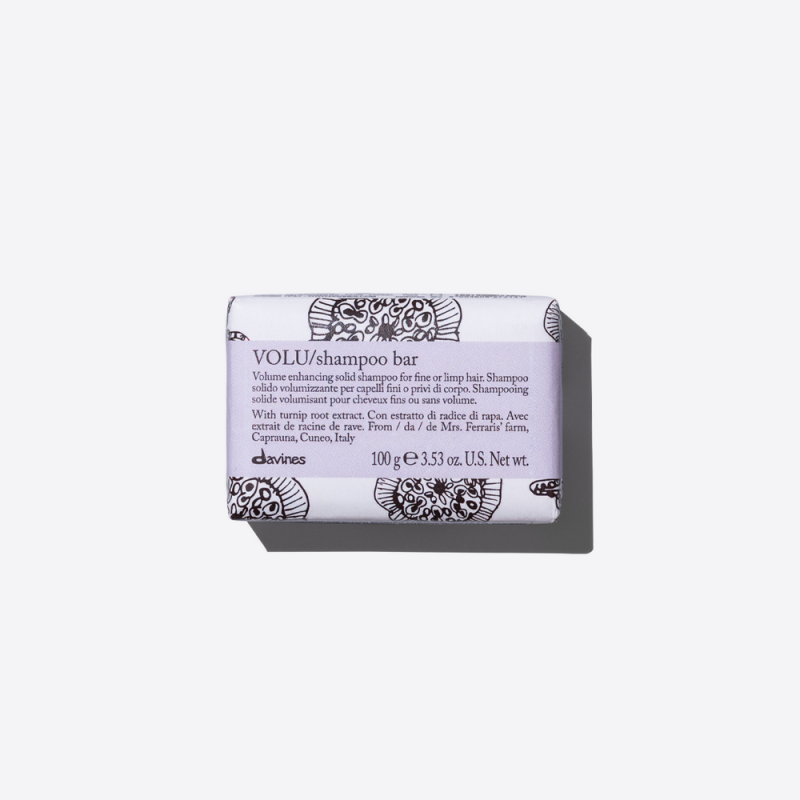 VOLU/shampoo bar
Volume enhancing solid shampoo for fine or limp hair. Shampoo
solido volumizzante per capelli fini o privi di corpo. Shampooing
solide volumisant pour cheveux fins ou sans volume.
With turnip root extract. Con estratto di radice di rapa. Avec
extrait de racine de rave. From / da / de Mrs. Ferraris' farm,
Caprauna, Cuneo, Italy
davines 100 g ℮ 3.53 oz. U.S. Net wt.